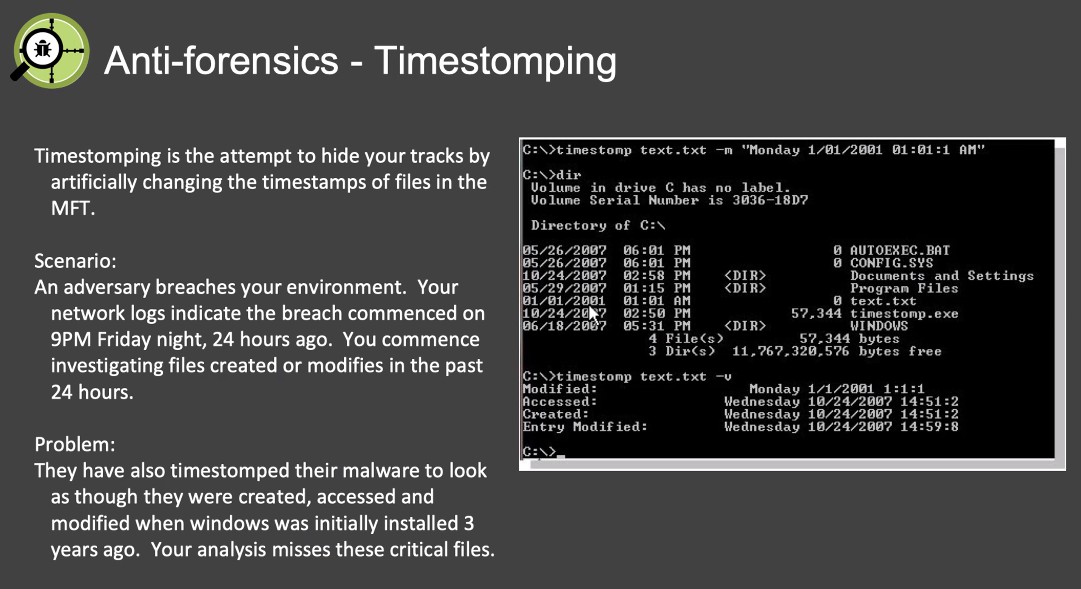 Anti-forensics - Timestomping
Timestomping is the attempt to hide your tracks by
artificially changing the timestamps of files in the
MFT.
Scenario:
An adversary breaches your environment.  Your
network logs indicate the breach commenced on
9PM Friday night, 24 hours ago.  You commence
investigating files created or modifies in the past
24 hours.
Problem:
They have also timestomped their malware to look
as though they were created, accessed and
modified when windows was initially installed 3
years ago.  Your analysis misses these critical files.
C:\>timestomp text.txt -m "Monday 1/01/2001 01:01:1 AM"
C:\>dir
Volume in drive C has no label.
Volume Serial Number is 3036-18D7
Directory of C:\
05/26/2007  06:01 PM                 0 AUTOEXEC.BAT
05/26/2007  06:01 PM                 0 CONFIG.SYS
10/24/2007  02:58 PM    <DIR>          Documents and Settings
05/29/2007  01:15 PM    <DIR>          Program Files
01/01/2001  01:01 AM                 0 text.txt
10/24/2007  02:50 PM            57,344 timestomp.exe
06/18/2007  05:31 PM    <DIR>          WINDOWS
4 File(s)         57,344 bytes
3 Dir(s)  11,767,320,576 bytes free
C:\>timestomp text.txt -v
Modified:               Monday 1/1/2001 1:1:1
Accessed:            Wednesday 10/24/2007 14:51:2
Created:             Wednesday 10/24/2007 14:51:2
Entry Modified:      Wednesday 10/24/2007 14:59:8
C:\>_